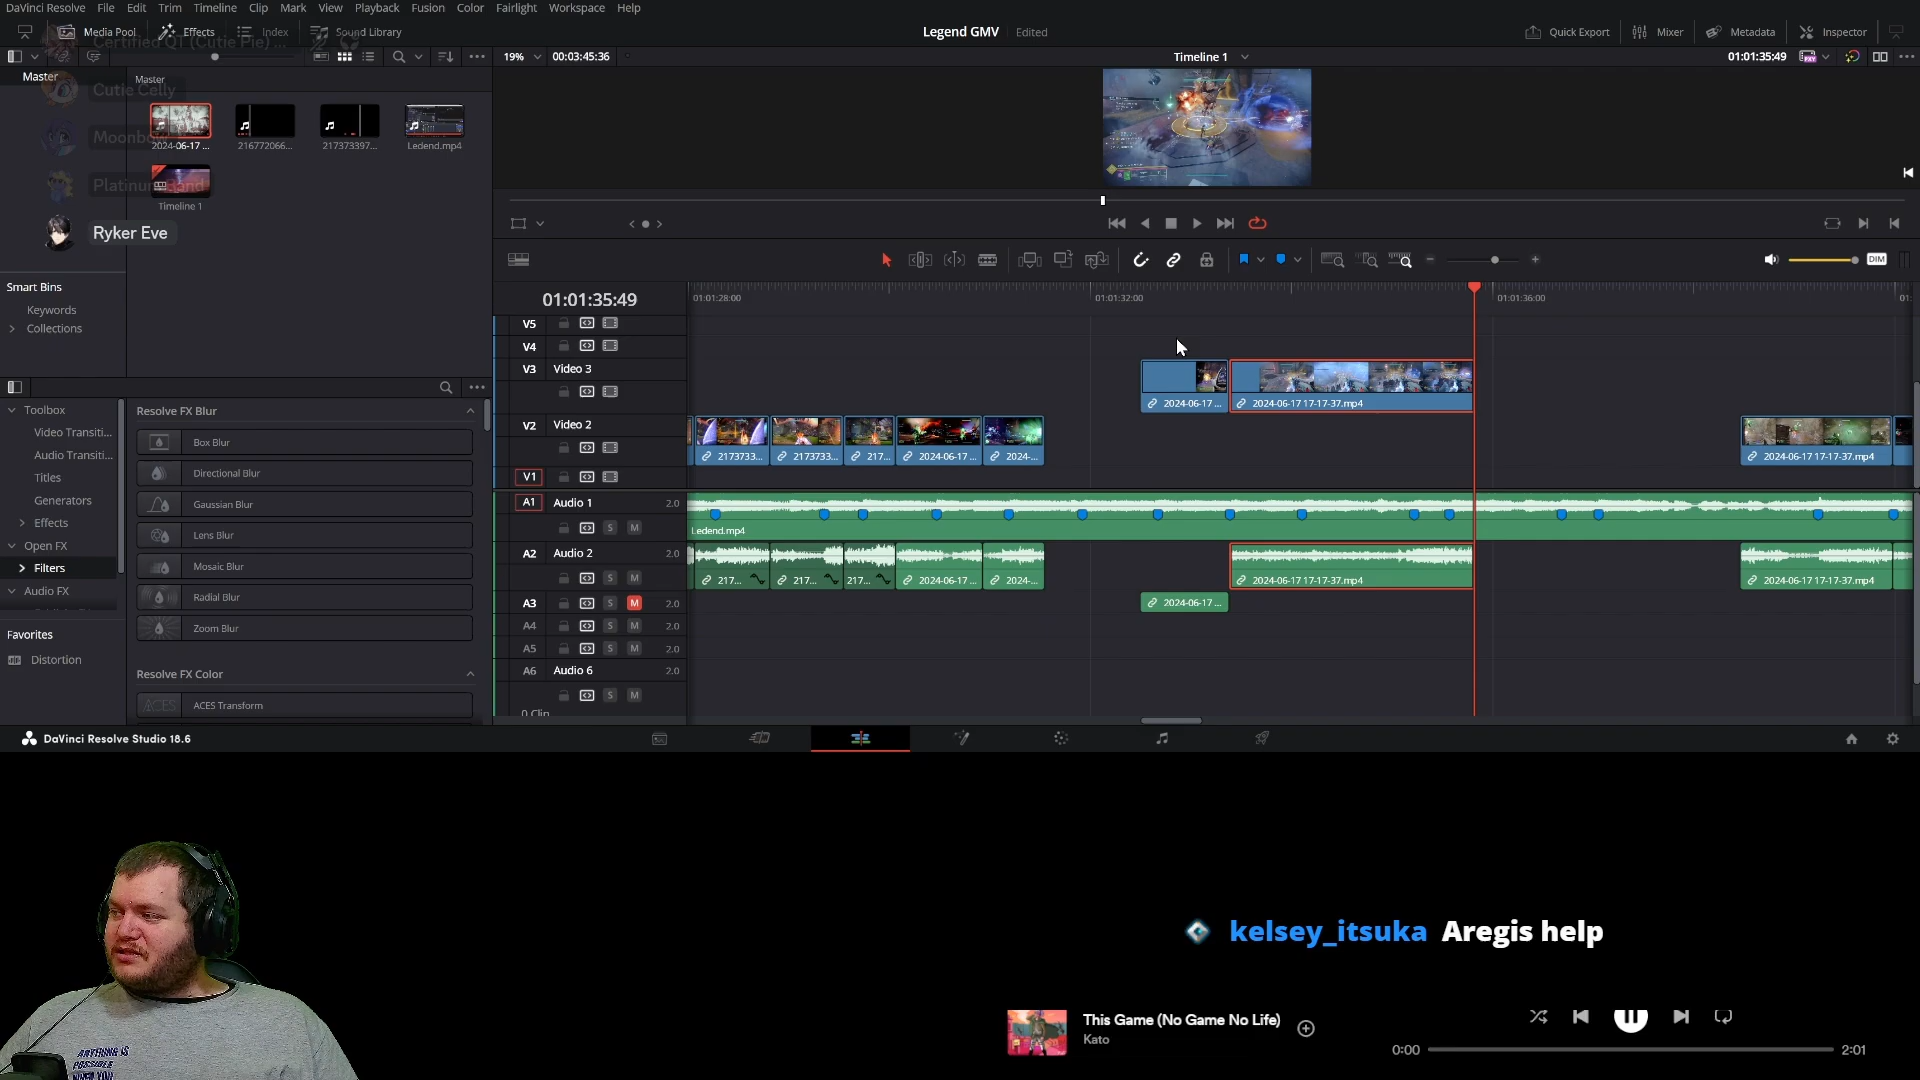 DaVinci Resolve File Edit Trim Timeline Clip Mark View Playback Fusion Color Fairlight Workspace Help
Media Pool Effects Index Sound Library Legend GMV Edited Quick Export Mixer Metadata Inspector
Certified QT (Cutie Pie) ...
19% 00:03:45:36 Timeline 1 01:01:35:49
Master Master
Cutie Celly
Moonbo
2024-06-17 ... 216772066... 217373397... Ledend.mp4
Platinum and
Timeline 1
Ryker Eve
DIM
Smart Bins
Keywords
Collections
01:01:35:49 01:01:28:00 01:01:32:00 01:01:36:00 01:
V5
V4
V3 Video 3
2024-06-17 ... 2024-06-17 17-17-37.mp4
V2 Video 2
2173733... 2173733... 217... 2024-06-17 ... 2024-... 2024-06-17 17-17-37.mp4
V1
A1 Audio 1 2.0
S M Ledend.mp4
A2 Audio 2 2.0
S M 217... 217... 217... 2024-06-17 ... 2024-... 2024-06-17 17-17-37.mp4 2024-06-17 17-17-37.mp4
A3 S M 2.0 2024-06-17 ...
A4 S M 2.0
A5 S M 2.0
A6 Audio 6 2.0
S M
0 Clip
Toolbox
Video Transiti...
Audio Transiti...
Titles
Generators
Effects
Open FX
Filters
Audio FX
Favorites
Distortion
Resolve FX Blur
Box Blur
Directional Blur
Gaussian Blur
Lens Blur
Mosaic Blur
Radial Blur
Zoom Blur
Resolve FX Color
ACES ACES Transform
DaVinci Resolve Studio 18.6
kelsey_itsuka Aregis help
This Game (No Game No Life)
Kato
0:00 2:01
ANYTHING IS
POSSIBLE